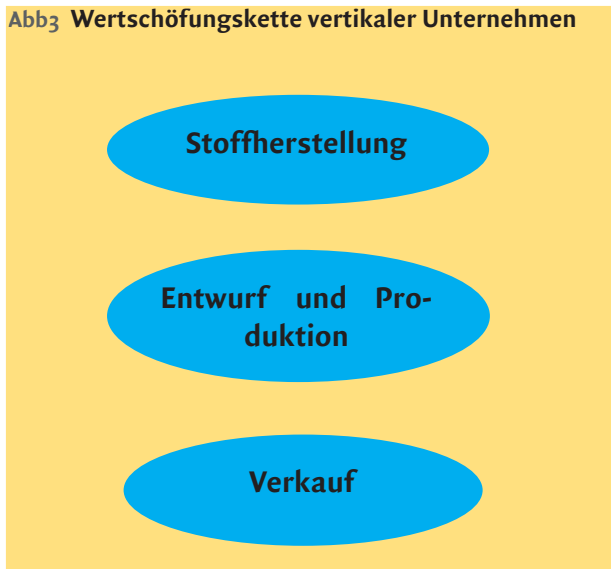 Abb3 Wertschöfungskette vertikaler Unternehmen
Stoffherstellung
Entwurf und Pro-
duktion
Verkauf